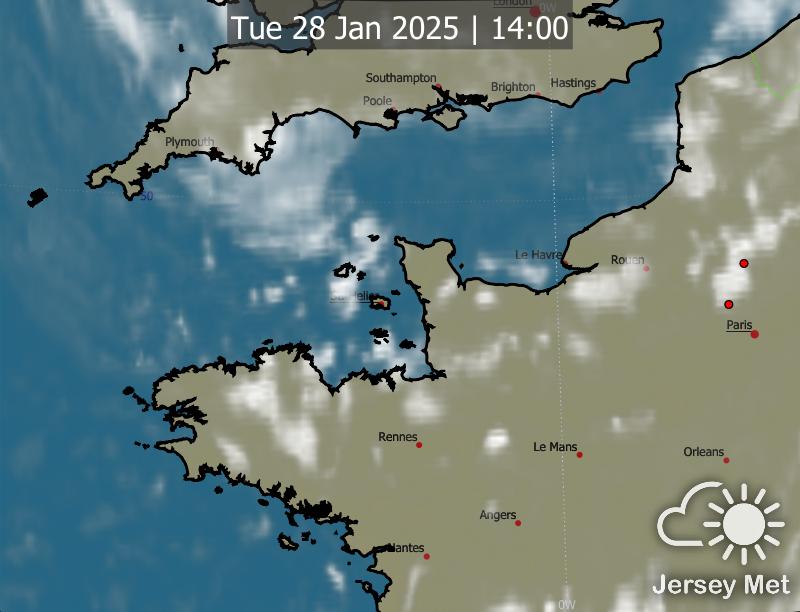 London
0W
Tue 28 Jan 2025 | 14:00
Southampton
Brighton
Hastings
Poole
Plymouth
50
Le Havre
Rouen
St. Helier
Paris
Rennes
Le Mans
Orleans
Angers
Nantes
0W
Jersey Met